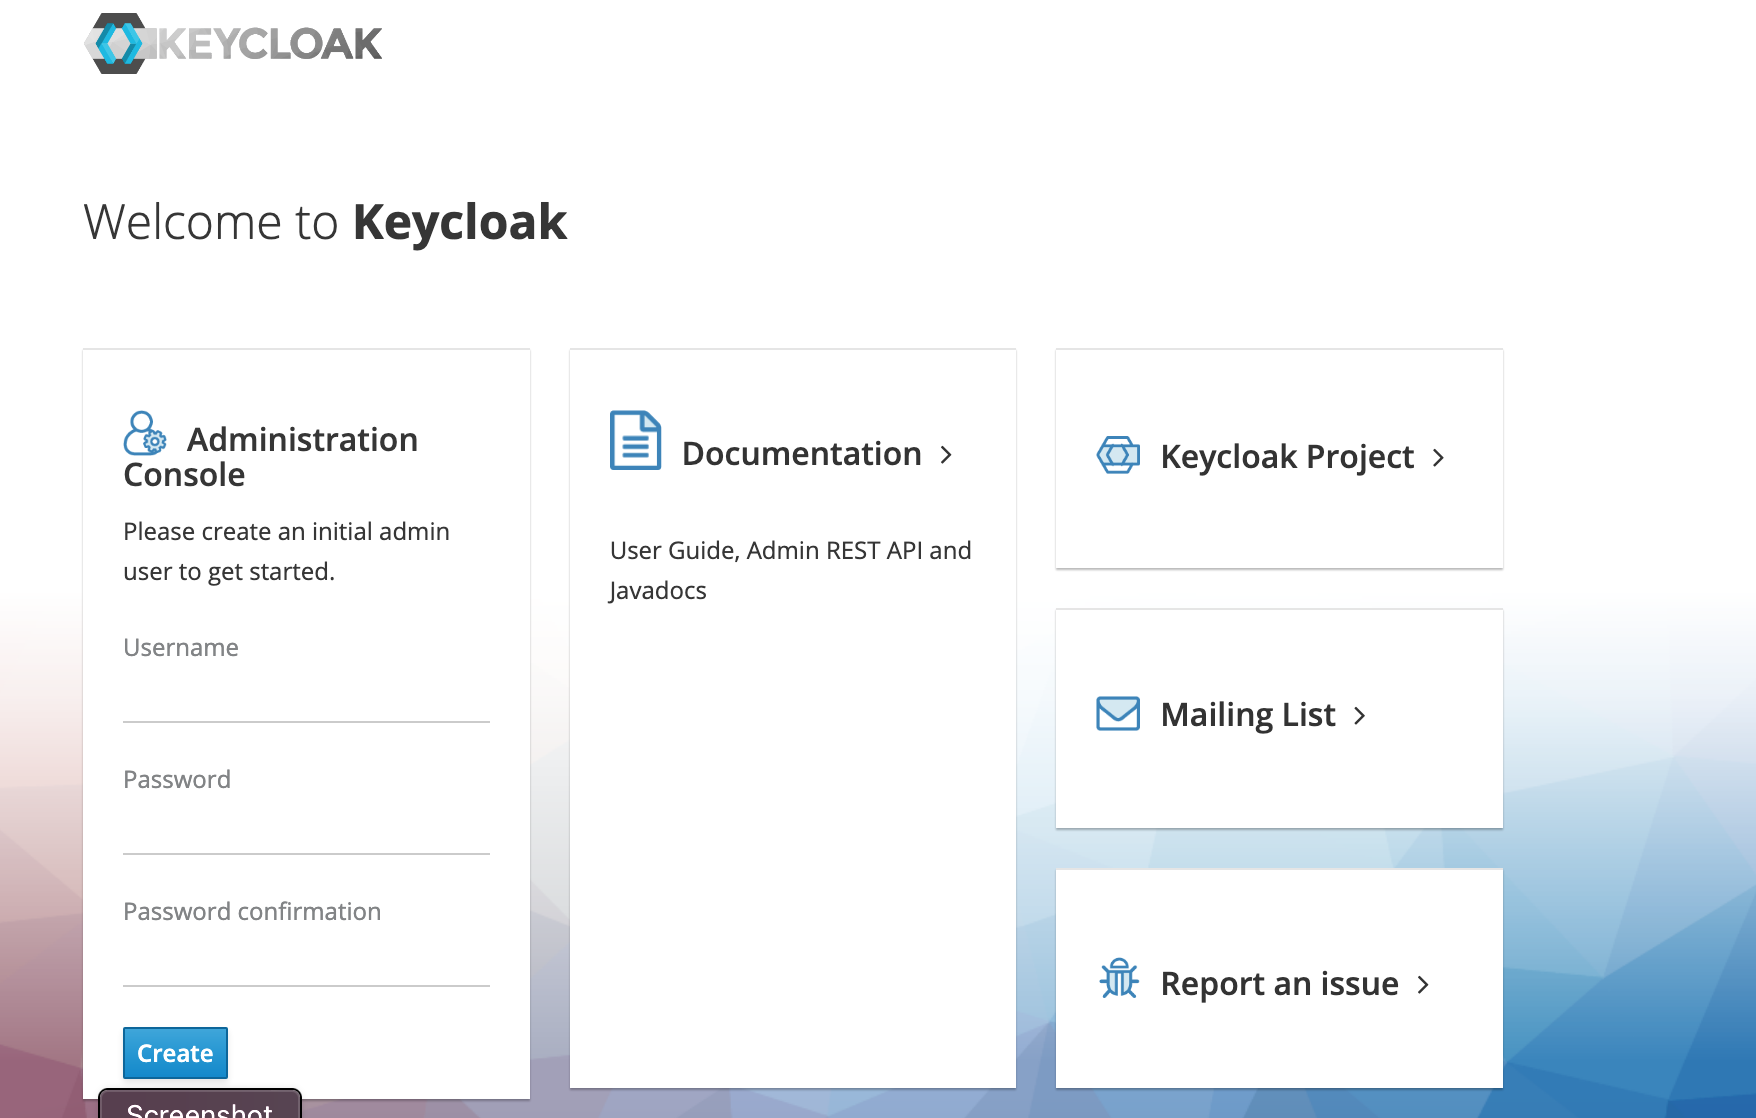 KEYCLOAK
Welcome to Keycloak
Administration
Console
Please create an initial admin
user to get started.
Username
Password
Password confirmation
Create
Documentation
User Guide, Admin REST API and
Javadocs
Keycloak Project
Mailing List
Report an issue
Screenshot